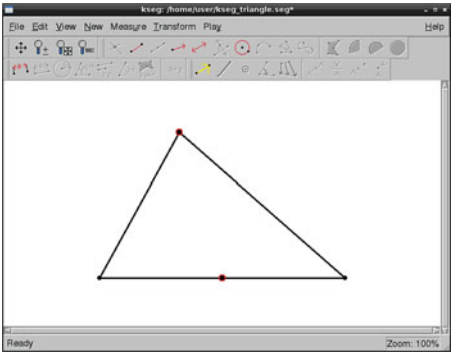 kseg: /home/user/kseg_triangle.seg*
File Edit View New Measure Transform Play Help
Ready Zoom: 100%